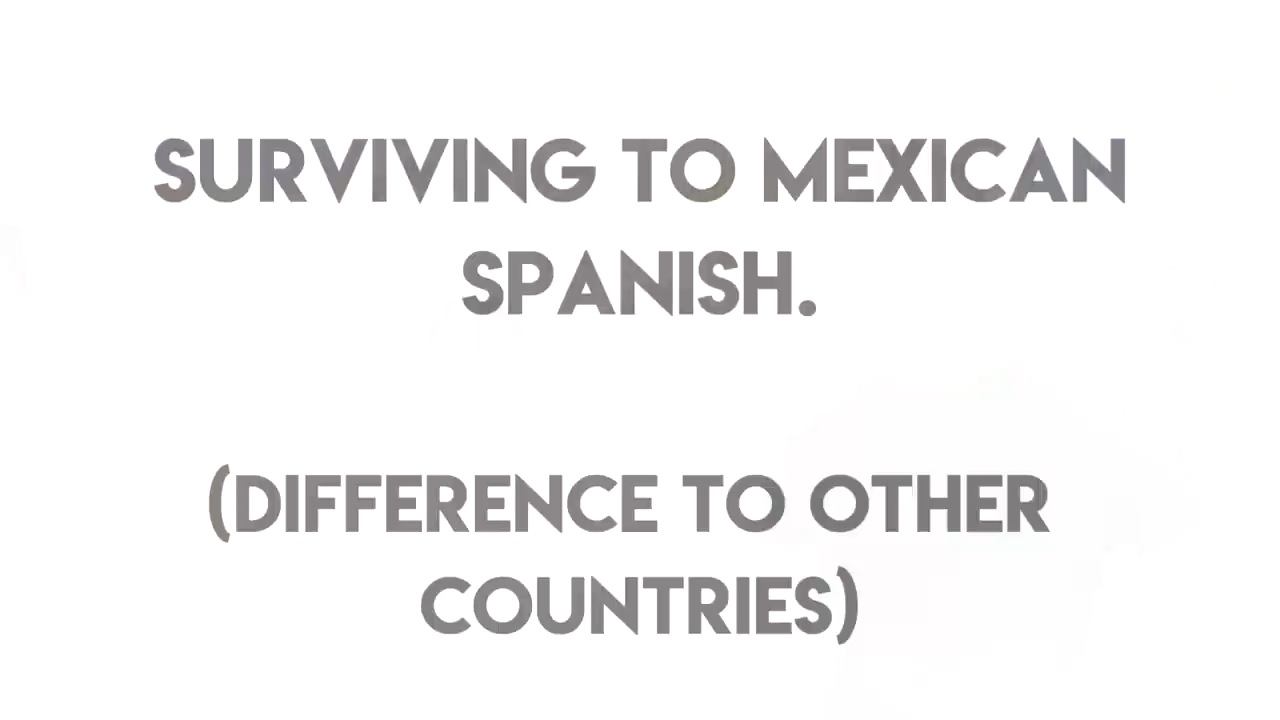 SURVIVING TO MEXICAN
SPANISH.
(DIFFERENCE TO OTHER
COUNTRIES)